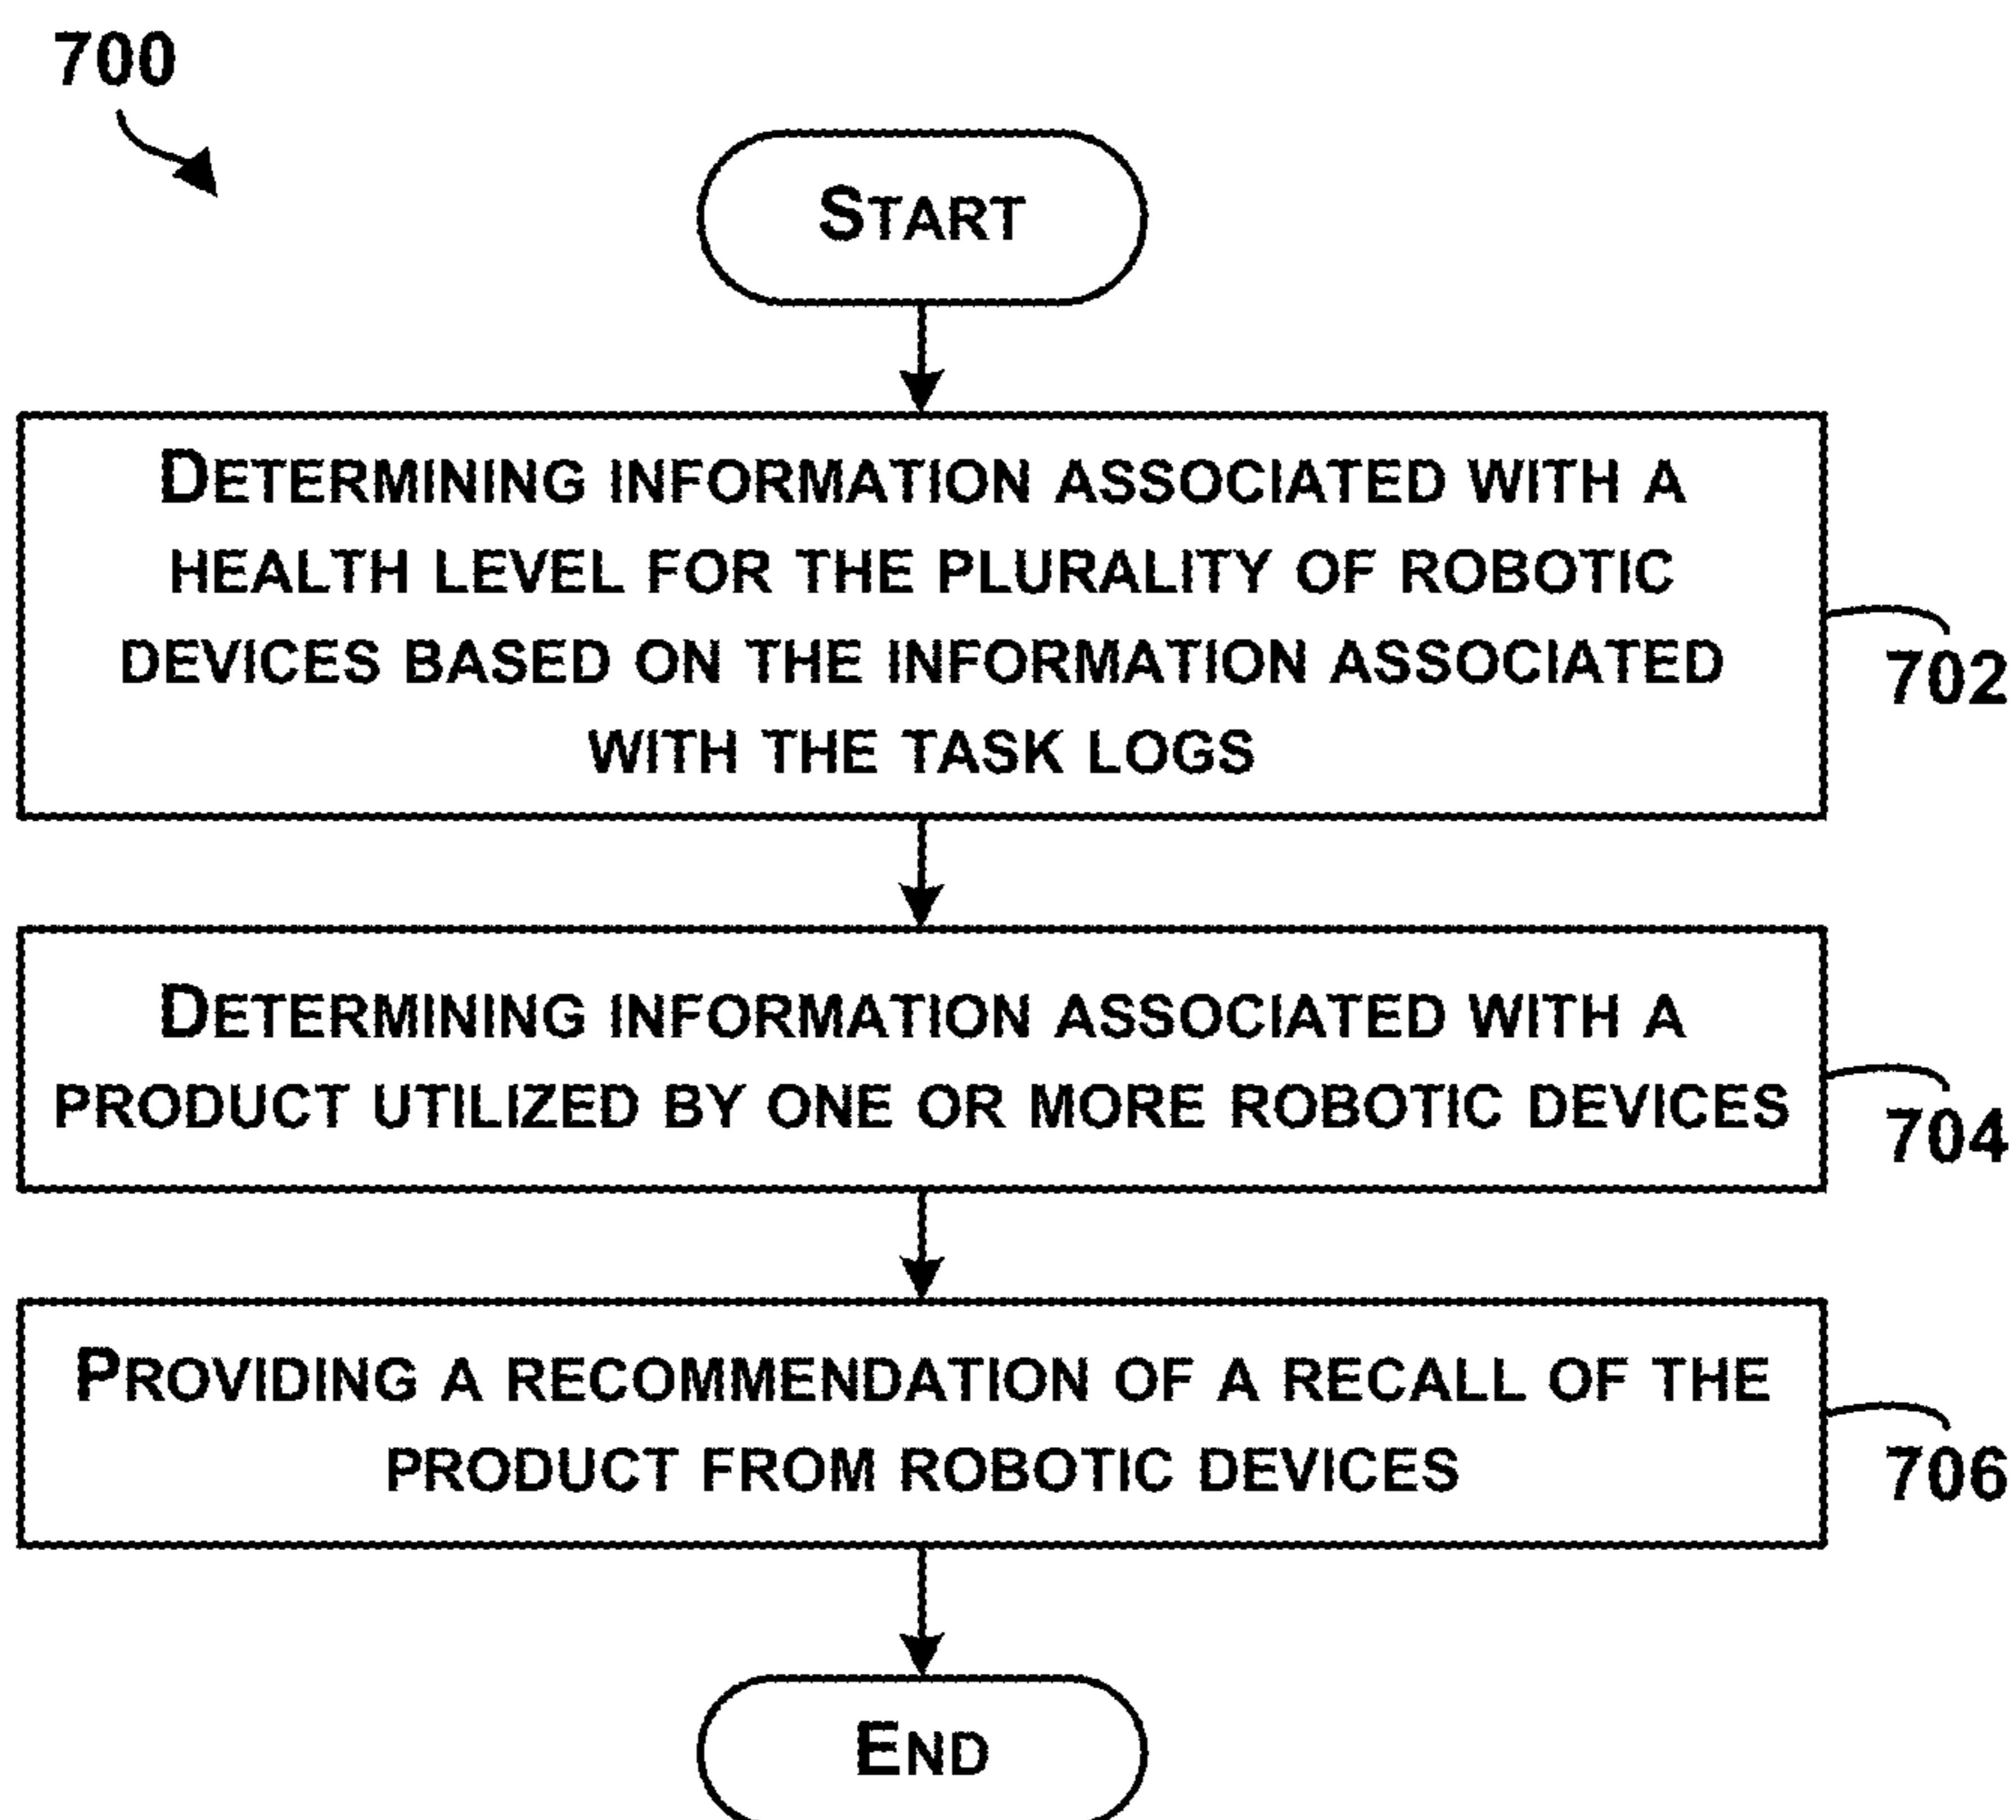 700
START
DETERMINING INFORMATION ASSOCIATED WITH A
HEALTH LEVEL FOR THE PLURALITY OF ROBOTIC
DEVICES BASED ON THE INFORMATION ASSOCIATED
WITH THE TASK LOGS
702
DETERMINING INFORMATION ASSOCIATED WITH A
PRODUCT UTILIZED BY ONE OR MORE ROBOTIC DEVICES
704
PROVIDING A RECOMMENDATION OF A RECALL OF THE
PRODUCT FROM ROBOTIC DEVICES
706
END